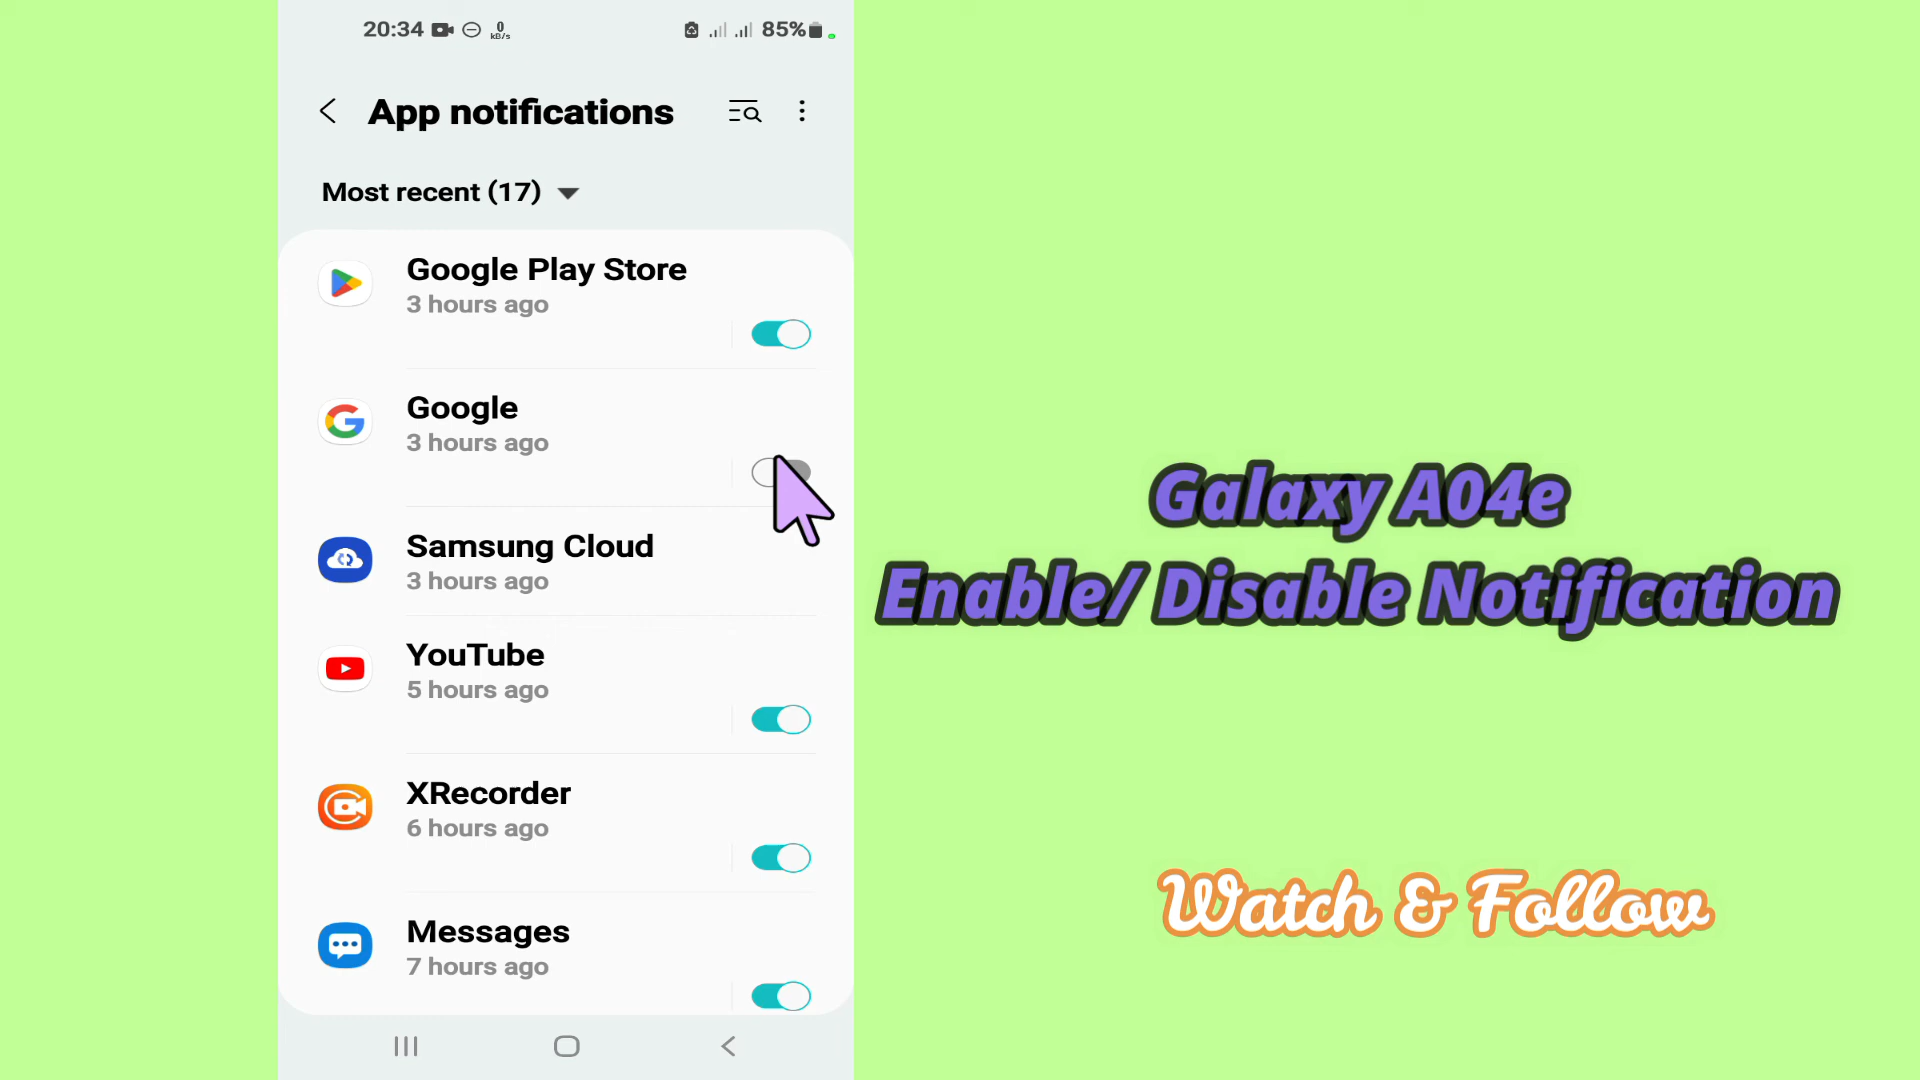 20:34 0 kB/s 85%
App notifications
Most recent (17)
Google Play Store
3 hours ago
Google
3 hours ago
Samsung Cloud
3 hours ago
YouTube
5 hours ago
XRecorder
6 hours ago
Messages
7 hours ago
Galaxy A04e
Enable/ Disable Notification
Watch & Follow